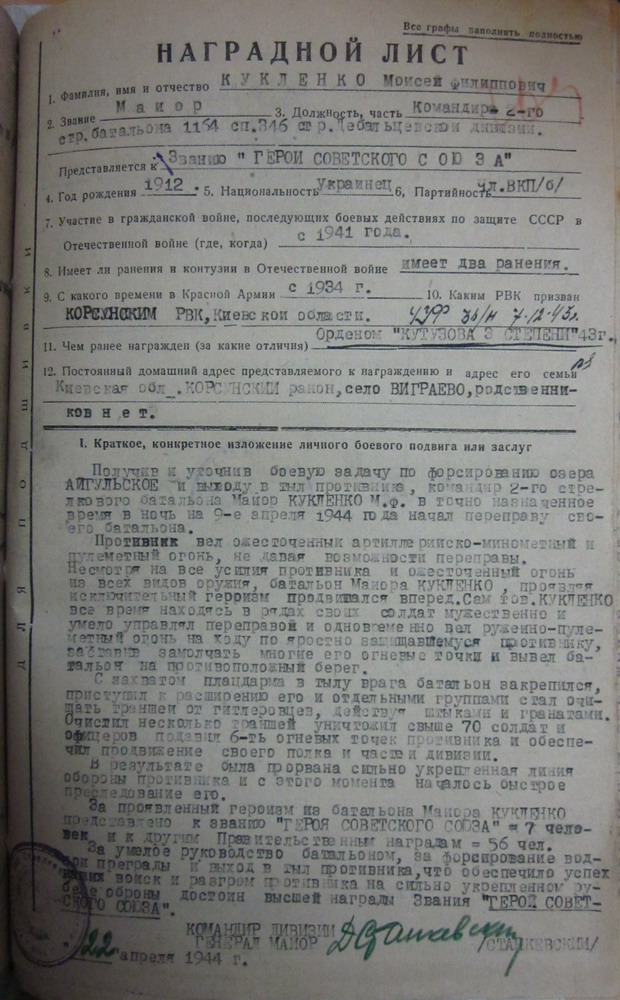 Все графы заполнять полностью
НАГРАДНОЙ ЛИСТ
1. Фамилия, имя и отчество КУКЛЕНКО Моисей Филиппович
2. Звание Майор 3. Должность, часть Командир 2-го
стр.батальона 1164 сп.346 стр.Дебальцевской дивизии.
Представляется к Званию "ГЕРОЙ СОВЕТСКОГО СОЮЗА"
4. Год рождения 1912. 5. Национальность Украинец 6, Партийность чл.ВКП/б/
7. Участие в гражданской войне, последующих боевых действиях по защите СССР в
Отечественной войне (где, когда) с 1941 года.
8. Имеет ли ранения и контузии в Отечественной войне имеет два ранения.
9. С какого времени в Красной Армии с 1934 г. 10. Каким РВК призван
КОРСУНСКИМ РВК,Киевской области.
Орденом "КУТУЗОВА 3 СТЕПЕНИ"43г.
11. Чем ранее награжден (за какие отличия)
12. Постоянный домашний адрес представляемого к награждению и адрес его семьи
Киевская обл. КОРСУНСКИЙ район,село ВИГРАЕВО,родственни-
ков нет.
I. Краткое, конкретное изложение личного боевого подвига или заслуг
Получив и уточнив боевую задачу по форсированию озера
АЙГУЛЬСКОЕ и выходу в тыл противника, командир 2-го стре-
лкового батальона Майор КУКЛЕНКО М.Ф. в точно назначенное
время в ночь на 9-е апреля 1944 года начал переправу сво-
его батальона.
Противник вел ожесточенный артиллерийско-минометный и
пулеметный огонь, не давая возможности переправы.
Несмотря на все усилия противника и ожесточенный огонь
из всех видов оружия, батальон Майора КУКЛЕНКО проявляя
исключительный героизм продвигался вперед.Сам тов.КУКЛЕНКО
все время находясь в рядах своих солдат мужественно и
умело управлял переправой и одновременно вел ружейно-пуле-
метный огонь на ходу по яростно защищавшемуся противнику,
заставив замолчать многие его огневые точки и вывел ба-
тальон на противоположный берег.
С захватом плацдарма в тылу врага батальон закрепился,
приступил к расширению его и отдельными группами стал очи-
щать траншеи от гитлеровцев, действуя штыками и гранатами.
Очистил несколько траншей уничтожил свыше 70 солдат и
офицеров подавил 6-ть огневых точек противника и обеспе-
чил продвижение своего полка и части дивизии.
В результате была прорвана сильно укрепленная линия
обороны противника и с этого момента началось быстрое
преследование его.
За проявленный героизм из батальона Майора КУКЛЕНКО
представлено к званию "ГЕРОЯ СОВЕТСКОГО СОЮЗА" = 7 чело-
век и к другим Правительственным наградам = 56 чел.
За умелое руководство батальоном, за форсирование вод-
ной преграды и выход в тыл противника,что обеспечило успех
наших войск и разгром противника на сильно укрепленном ру-
беже обороны достоин высшей награды Звания "ГЕРОЙ СОВЕТ-
СКОГО СОЮЗА".
КОМАНДИР ДИВИЗИИ
ГЕНЕРАЛ МАЙОР /СТАНКЕВСКИЙ/
22 апреля 1944 г.
ДЛЯ ПОДШИВКИ